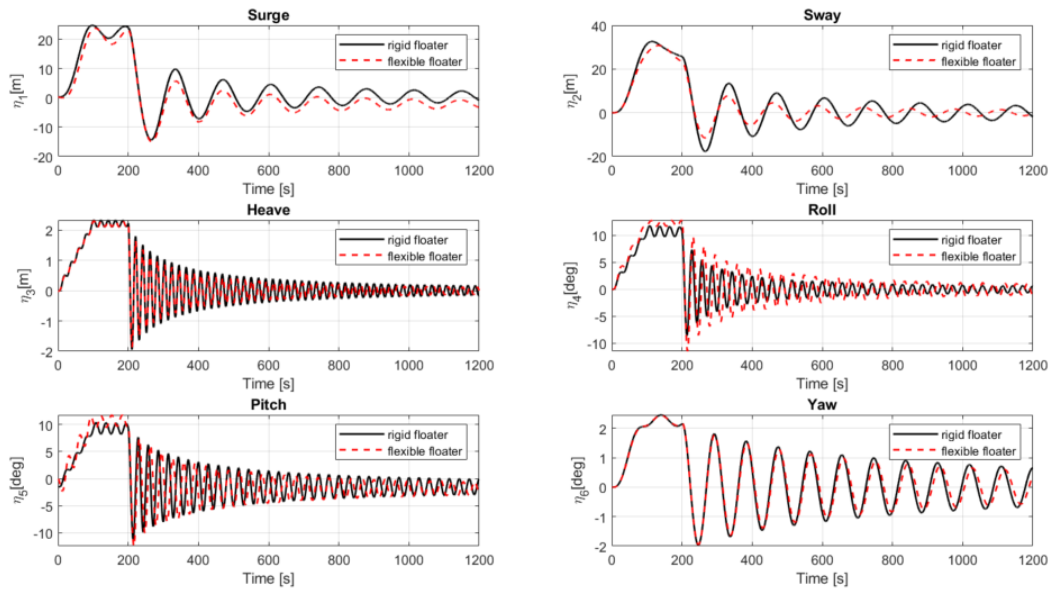 Surge
20
10
0
-10
-20
η1[m]
rigid floater
flexible floater
0 200 400 600 800 1000 1200
Time [s]
Sway
40
20
0
-20
η2[m]
rigid floater
flexible floater
0 200 400 600 800 1000 1200
Time [s]
Heave
2
1
0
-1
-2
η3[m]
rigid floater
flexible floater
0 200 400 600 800 1000 1200
Time [s]
Roll
10
5
0
-5
-10
η4[deg]
rigid floater
flexible floater
0 200 400 600 800 1000 1200
Time [s]
Pitch
10
5
0
-5
-10
η5[deg]
rigid floater
flexible floater
0 200 400 600 800 1000 1200
Time [s]
Yaw
2
1
0
-1
-2
η6[deg]
rigid floater
flexible floater
0 200 400 600 800 1000 1200
Time [s]